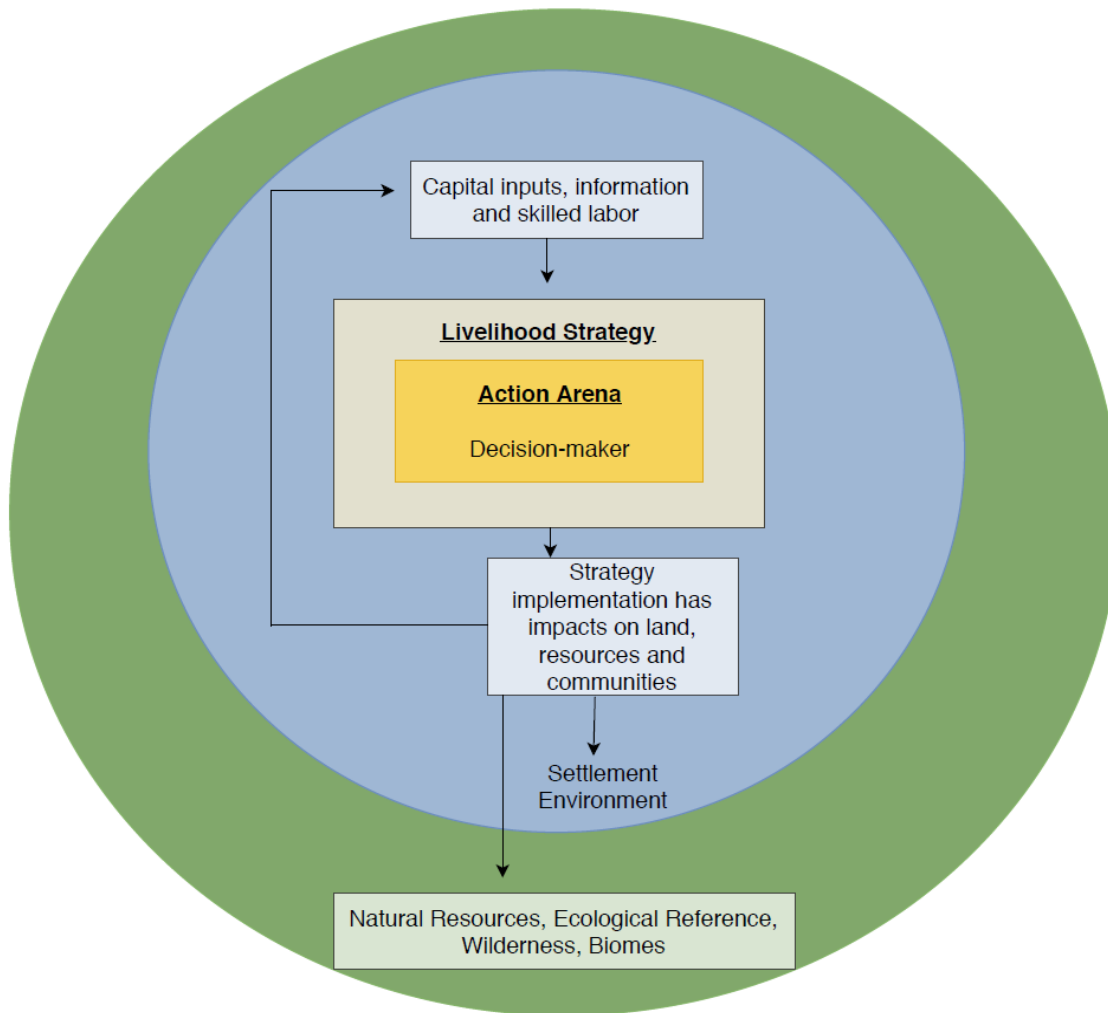 Capital inputs, information
and skilled labor
Livelihood Strategy
Action Arena
Decision-maker
Strategy
implementation has
impacts on land,
resources and
communities
Settlement
Environment
Natural Resources, Ecological Reference,
Wilderness, Biomes